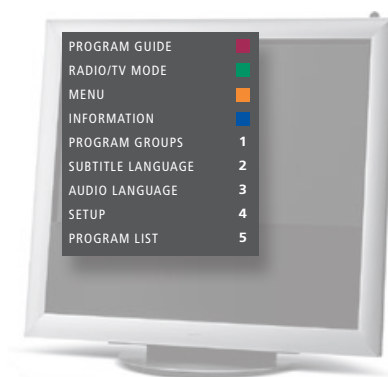 PROGRAM GUIDE
RADIO/TV MODE
MENU
INFORMATION
PROGRAM GROUPS 1
SUBTITLE LANGUAGE 2
AUDIO LANGUAGE 3
SETUP 4
PROGRAM LIST 5